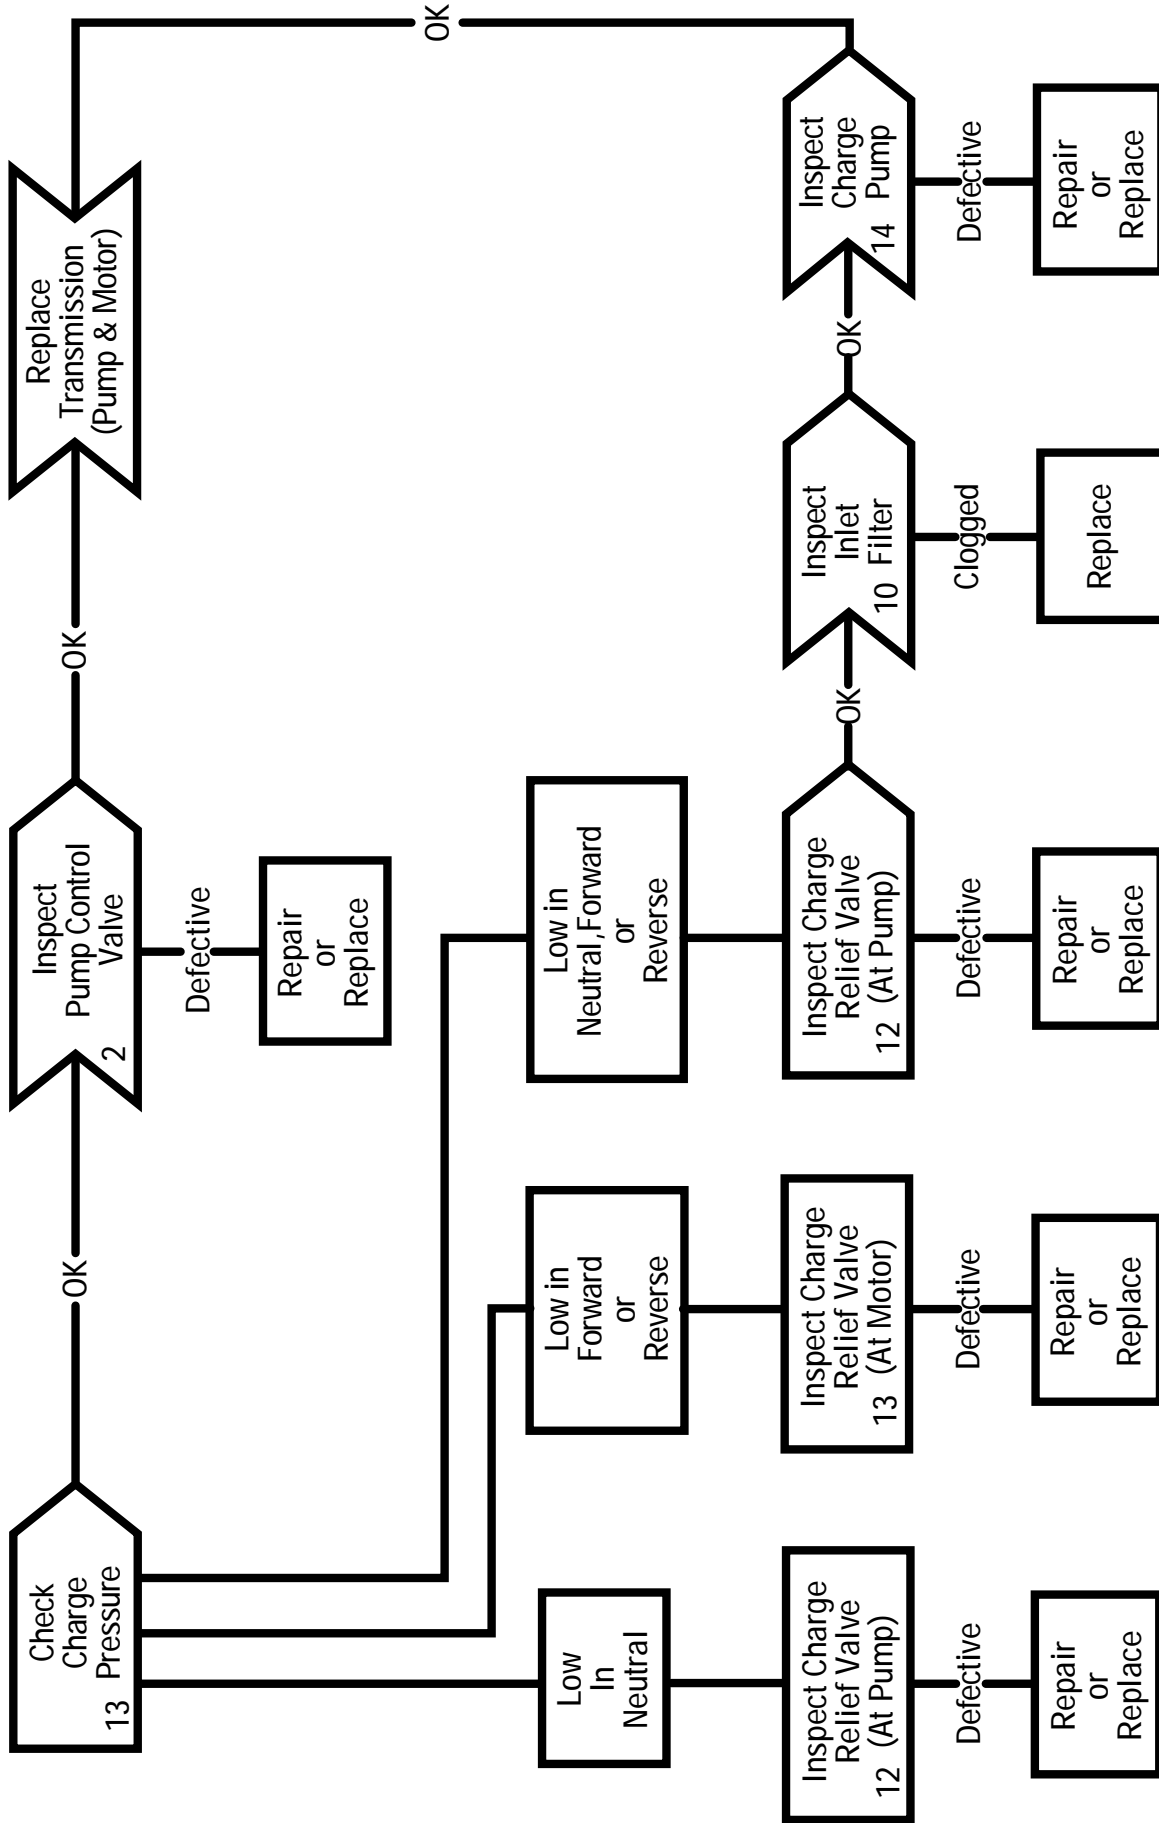 Check
Charge
13 Pressure
OK
Inspect
Pump Control
Valve
2
OK
Replace
Transmission
(Pump & Motor)
OK
Defective
Repair
or
Replace
Low
In
Neutral
Low in
Forward
or
Reverse
Low in
Neutral,Forward
or
Reverse
Inspect Charge
Relief Valve
12 (At Pump)
Inspect Charge
Relief Valve
13 (At Motor)
Inspect Charge
Relief Valve
12 (At Pump)
OK
Inspect
Inlet
10 Filter
OK
Inspect
Charge
14 Pump
Defective
Defective
Defective
Clogged
Defective
Repair
or
Replace
Repair
or
Replace
Repair
or
Replace
Replace
Repair
or
Replace